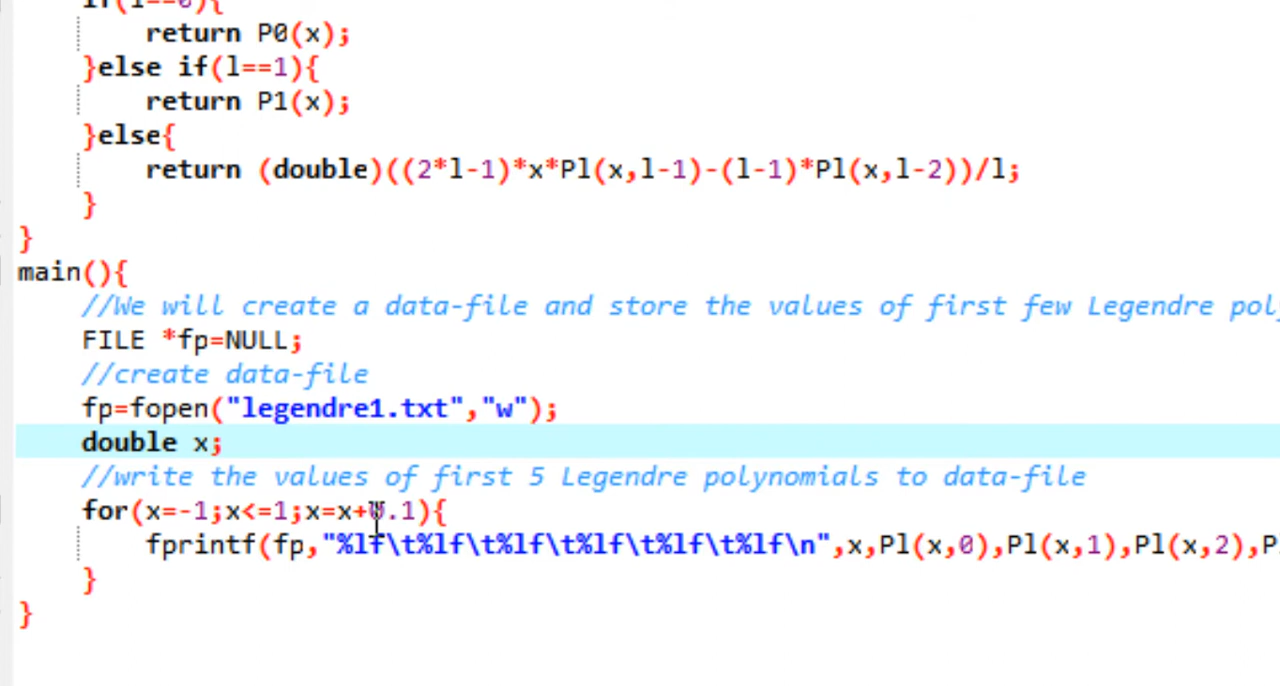 if(l==0){
return P0(x);
}else if(l==1){
return P1(x);
}else{
return (double)((2*l-1)*x*Pl(x,l-1)-(l-1)*Pl(x,l-2))/l;
}
}
main(){
//We will create a data-file and store the values of first few Legendre
FILE *fp=NULL;
//create data-file
fp=fopen("legendre1.txt","w");
double x;
//write the values of first 5 Legendre polynomials to data-file
for(x=-1;x<=1;x=x+0.1){
fprintf(fp,"%lf\t%lf\t%lf\t%lf\t%lf\t%lf\n",x,Pl(x,0),Pl(x,1),Pl(x,2),P
}
}